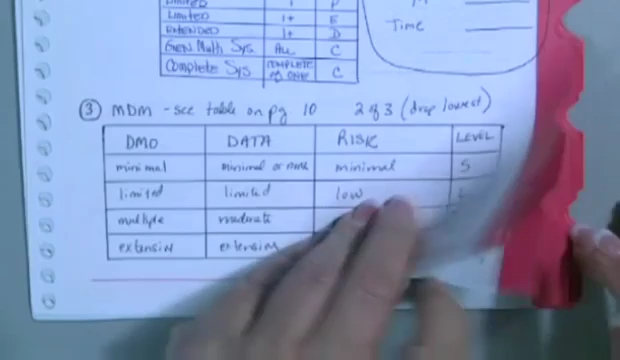 Limited
Limited 1+ E
Extended 1+ D
Gen Multi Sys. ALL C
Complete Sys COMPLETE of one C
Time
③ MDM - see table on pg 10 2 of 3 (drop lowest)
DMO DATA RISK LEVEL
minimal minimal or none minimal S
limited limited low
multiple moderate
extensive extensive